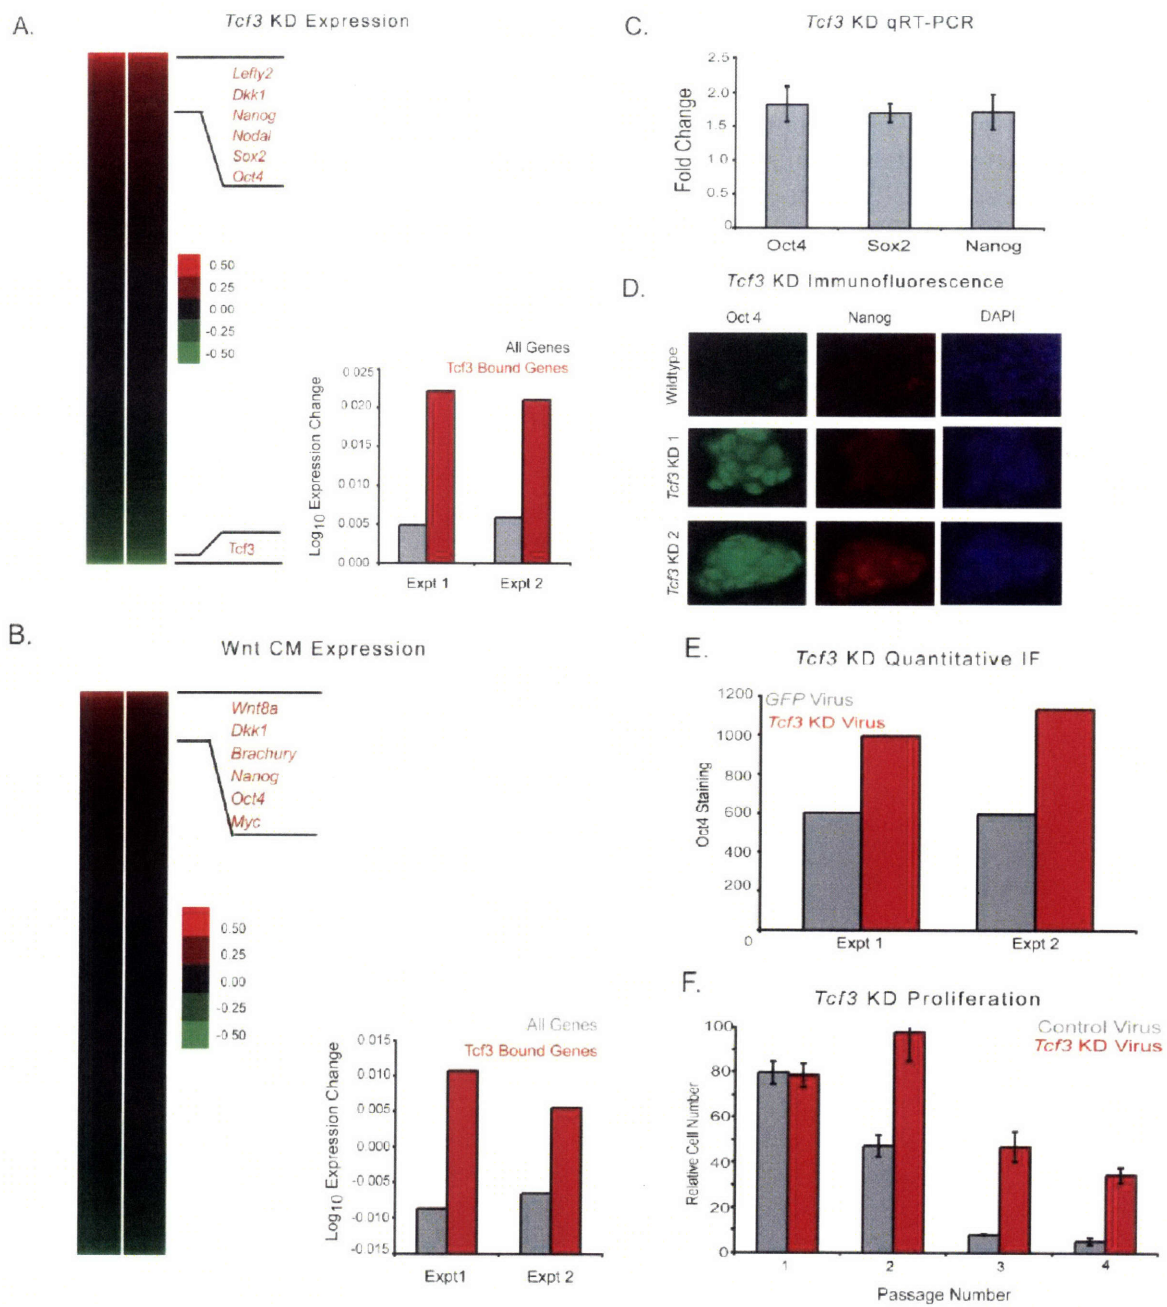 A.
Tcf3 KD Expression
Lefty2
Dkk1
Nanog
Nodal
Sox2
Oct4
0.50
0.25
0.00
-0.25
-0.50
Tcf3
All Genes
Tcf3 Bound Genes
Log10 Expression Change
0.025
0.020
0.015
0.010
0.005
0.000
Expt 1
Expt 2
B.
Wnt CM Expression
Wnt8a
Dkk1
Brachury
Nanog
Oct4
Myc
0.50
0.25
0.00
-0.25
-0.50
All Genes
Tcf3 Bound Genes
Log10 Expression Change
0.015
0.010
0.005
0.000
-0.005
-0.010
-0.015
Expt1
Expt 2
C.
Tcf3 KD qRT-PCR
Fold Change
2.5
2.0
1.5
1.0
0.5
0
Oct4
Sox2
Nanog
D.
Tcf3 KD Immunofluorescence
Oct 4
Nanog
DAPI
Wildtype
Tcf3 KD 1
Tcf3 KD 2
E.
Tcf3 KD Quantitative IF
GFP Virus
Tcf3 KD Virus
Oct4 Staining
1200
1000
800
600
400
200
0
Expt 1
Expt 2
F.
Tcf3 KD Proliferation
Control Virus
Tcf3 KD Virus
Relative Cell Number
100
80
60
40
20
0
1
2
3
4
Passage Number